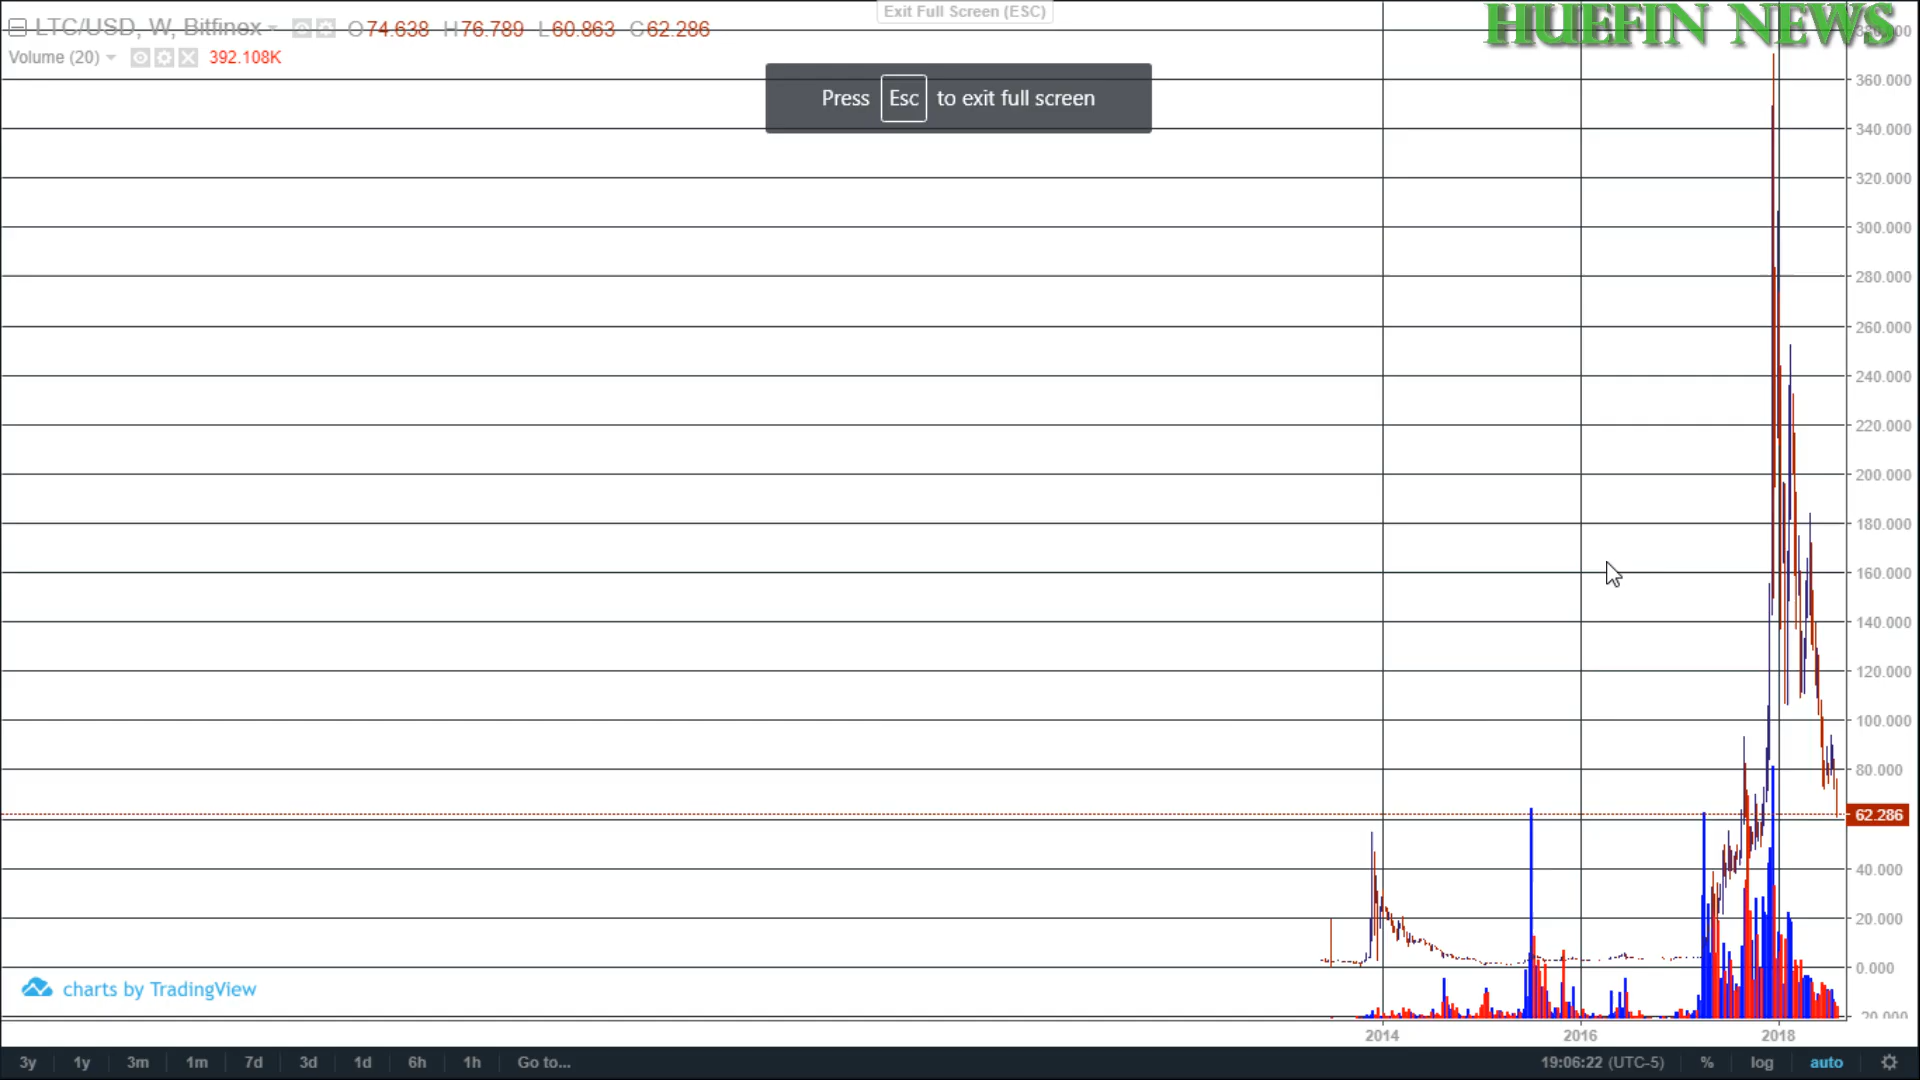 Exit Full Screen (ESC)
HUEFIN NEWS
LTC/USD, W, Bitfinex O74.638 H76.789 L60.863 C62.286
Volume (20) 392.108K
Press Esc to exit full screen
380.000
360.000
340.000
320.000
300.000
280.000
260.000
240.000
220.000
200.000
180.000
160.000
140.000
120.000
100.000
80.000
62.286
40.000
20.000
0.000
-20.000
charts by TradingView
2014 2016 2018
3y 1y 3m 1m 7d 3d 1d 6h 1h Go to... 19:06:22 (UTC-5) % log auto